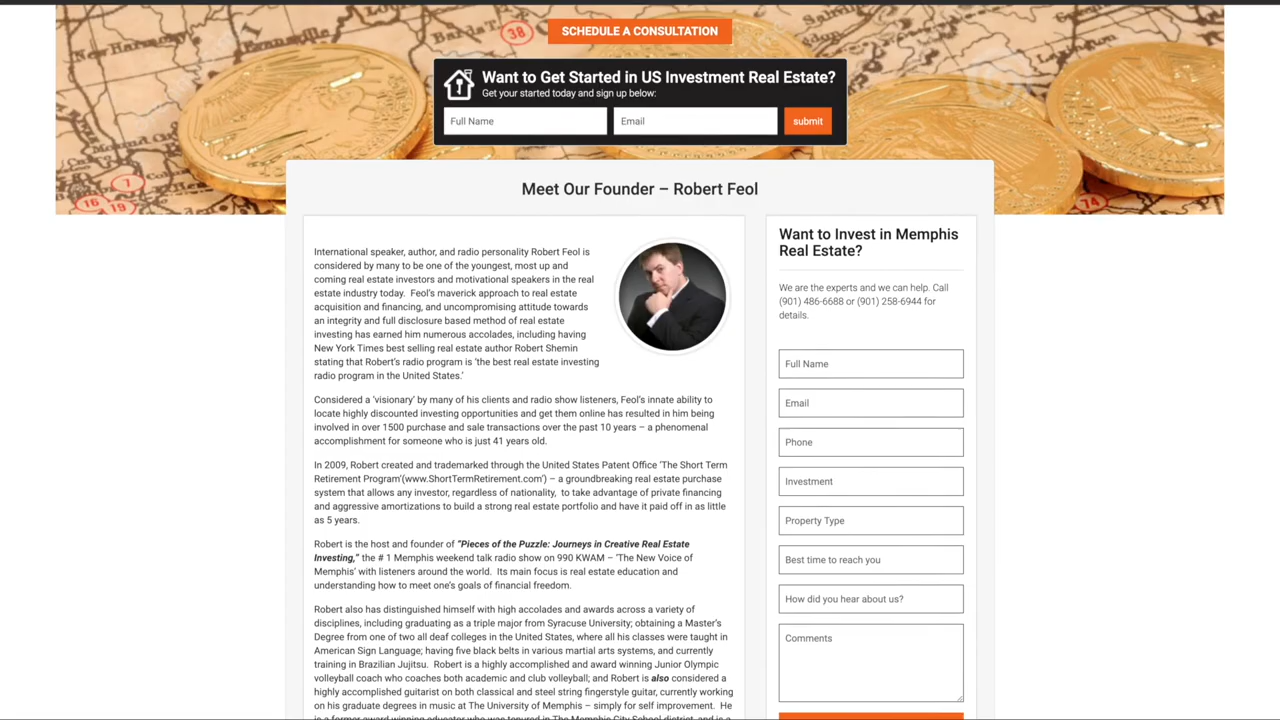 38
SCHEDULE A CONSULTATION
Want to Get Started in US Investment Real Estate?
Get your started today and sign up below:
Full Name
Email
submit
1
16
19
74
Meet Our Founder – Robert Feol
International speaker, author, and radio personality Robert Feol is
considered by many to be one of the youngest, most up and
coming real estate investors and motivational speakers in the real
estate industry today. Feol's maverick approach to real estate
acquisition and financing, and uncompromising attitude towards
an integrity and full disclosure based method of real estate
investing has earned him numerous accolades, including having
New York Times best selling real estate author Robert Shemin
stating that Robert's radio program is 'the best real estate investing
radio program in the United States.'
Considered a 'visionary' by many of his clients and radio show listeners, Feol's innate ability to
locate highly discounted investing opportunities and get them online has resulted in him being
involved in over 1500 purchase and sale transactions over the past 10 years – a phenomenal
accomplishment for someone who is just 41 years old.
In 2009, Robert created and trademarked through the United States Patent Office 'The Short Term
Retirement Program'(www.ShortTermRetirement.com') – a groundbreaking real estate purchase
system that allows any investor, regardless of nationality, to take advantage of private financing
and aggressive amortizations to build a strong real estate portfolio and have it paid off in as little
as 5 years.
Robert is the host and founder of "Pieces of the Puzzle: Journeys in Creative Real Estate
Investing," the # 1 Memphis weekend talk radio show on 990 KWAM – 'The New Voice of
Memphis' with listeners around the world. Its main focus is real estate education and
understanding how to meet one's goals of financial freedom.
Robert also has distinguished himself with high accolades and awards across a variety of
disciplines, including graduating as a triple major from Syracuse University; obtaining a Master's
Degree from one of two all deaf colleges in the United States, where all his classes were taught in
American Sign Language; having five black belts in various martial arts systems, and currently
training in Brazilian Jujitsu. Robert is a highly accomplished and award winning Junior Olympic
volleyball coach who coaches both academic and club volleyball; and Robert is also considered a
highly accomplished guitarist on both classical and steel string fingerstyle guitar, currently working
on his graduate degrees in music at The University of Memphis – simply for self improvement. He
is a former award winning educator who was tenured in The Memphis City School district, and is a
Want to Invest in Memphis
Real Estate?
We are the experts and we can help. Call
(901) 486-6688 or (901) 258-6944 for
details.
Full Name
Email
Phone
Investment
Property Type
Best time to reach you
How did you hear about us?
Comments